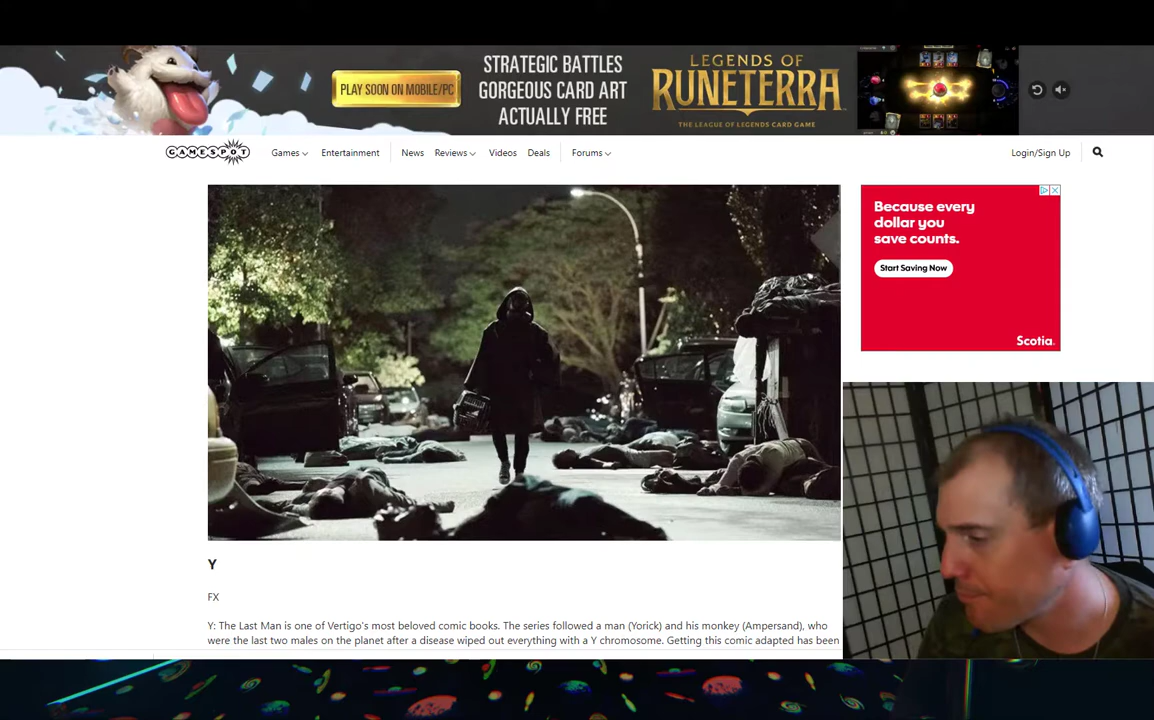 PLAY SOON ON MOBILE/PC
STRATEGIC BATTLES
GORGEOUS CARD ART
ACTUALLY FREE
LEGENDS OF
RUNETERRA
THE LEAGUE OF LEGENDS CARD GAME
GAMESPOT
Games
Entertainment
News
Reviews
Videos
Deals
Forums
Login/Sign Up
Because every
dollar you
save counts.
Start Saving Now
Scotia.
Y
FX
Y: The Last Man is one of Vertigo's most beloved comic books. The series followed a man (Yorick) and his monkey (Ampersand), who
were the last two males on the planet after a disease wiped out everything with a Y chromosome. Getting this comic adapted has been